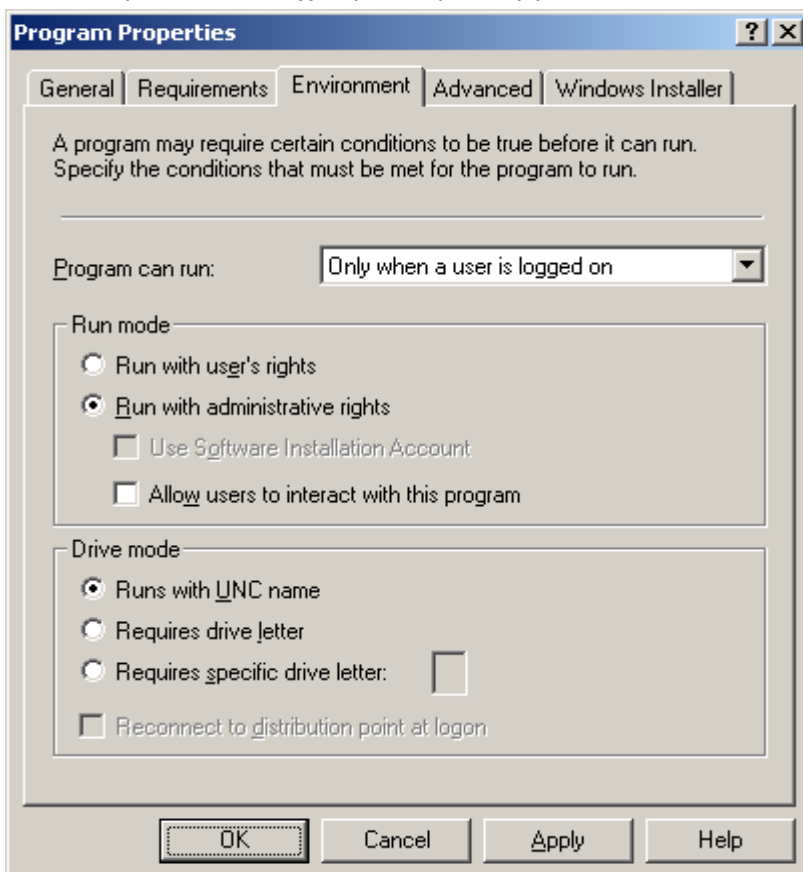 Program Properties
General Requirements Environment Advanced Windows Installer
A program may require certain conditions to be true before it can run.
Specify the conditions that must be met for the program to run.
Program can run: Only when a user is logged on
Run mode
Run with user's rights
Run with administrative rights
Use Software Installation Account
Allow users to interact with this program
Drive mode
Runs with UNC name
Requires drive letter
Requires specific drive letter:
Reconnect to distribution point at logon
OK Cancel Apply Help